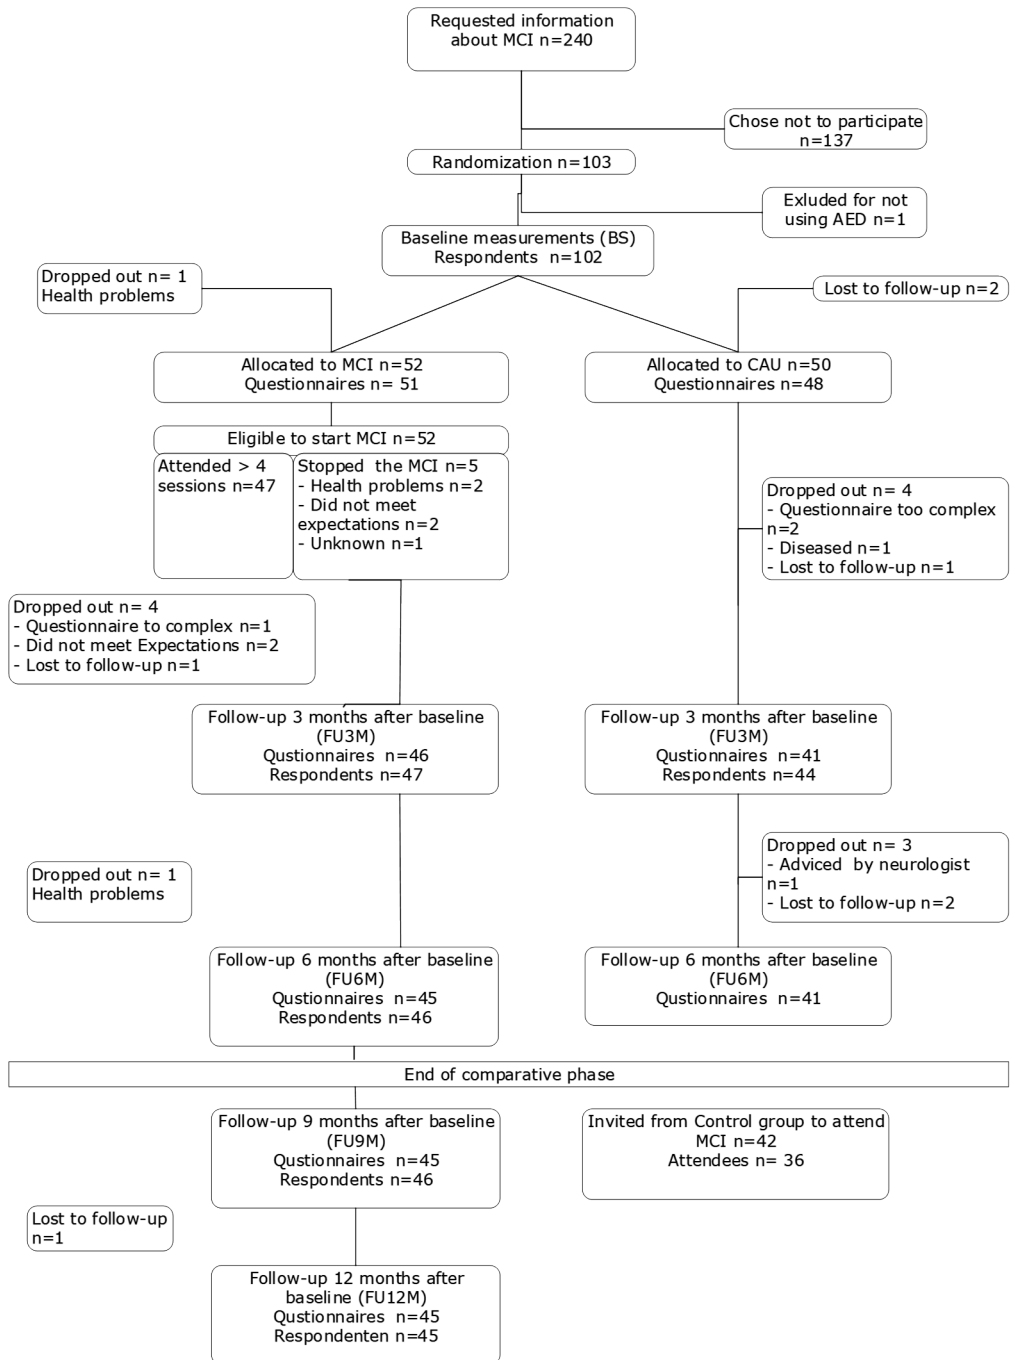 Requested information
about MCI n=240
Chose not to participate
n=137
Randomization n=103
Exluded for not
using AED n=1
Baseline measurements (BS)
Respondents n=102
Dropped out n= 1
Health problems
Lost to follow-up n=2
Allocated to MCI n=52
Questionnaires n= 51
Allocated to CAU n=50
Questionnaires n=48
Eligible to start MCI n=52
Attended > 4
sessions n=47
Stopped the MCI n=5
- Health problems n=2
- Did not meet
expectations n=2
- Unknown n=1
Dropped out n= 4
- Questionnaire too complex
n=2
- Diseased n=1
- Lost to follow-up n=1
Dropped out n= 4
- Questionnaire to complex n=1
- Did not meet Expectations n=2
- Lost to follow-up n=1
Follow-up 3 months after baseline
(FU3M)
Qustionnaires n=46
Respondents n=47
Follow-up 3 months after baseline
(FU3M)
Qustionnaires n=41
Respondents n=44
Dropped out n= 1
Health problems
Dropped out n= 3
- Adviced by neurologist
n=1
- Lost to follow-up n=2
Follow-up 6 months after baseline
(FU6M)
Qustionnaires n=45
Respondents n=46
Follow-up 6 months after baseline
(FU6M)
Qustionnaires n=41
End of comparative phase
Follow-up 9 months after baseline
(FU9M)
Qustionnaires n=45
Respondents n=46
Invited from Control group to attend
MCI n=42
Attendees n= 36
Lost to follow-up
n=1
Follow-up 12 months after
baseline (FU12M)
Qustionnaires n=45
Respondenten n=45